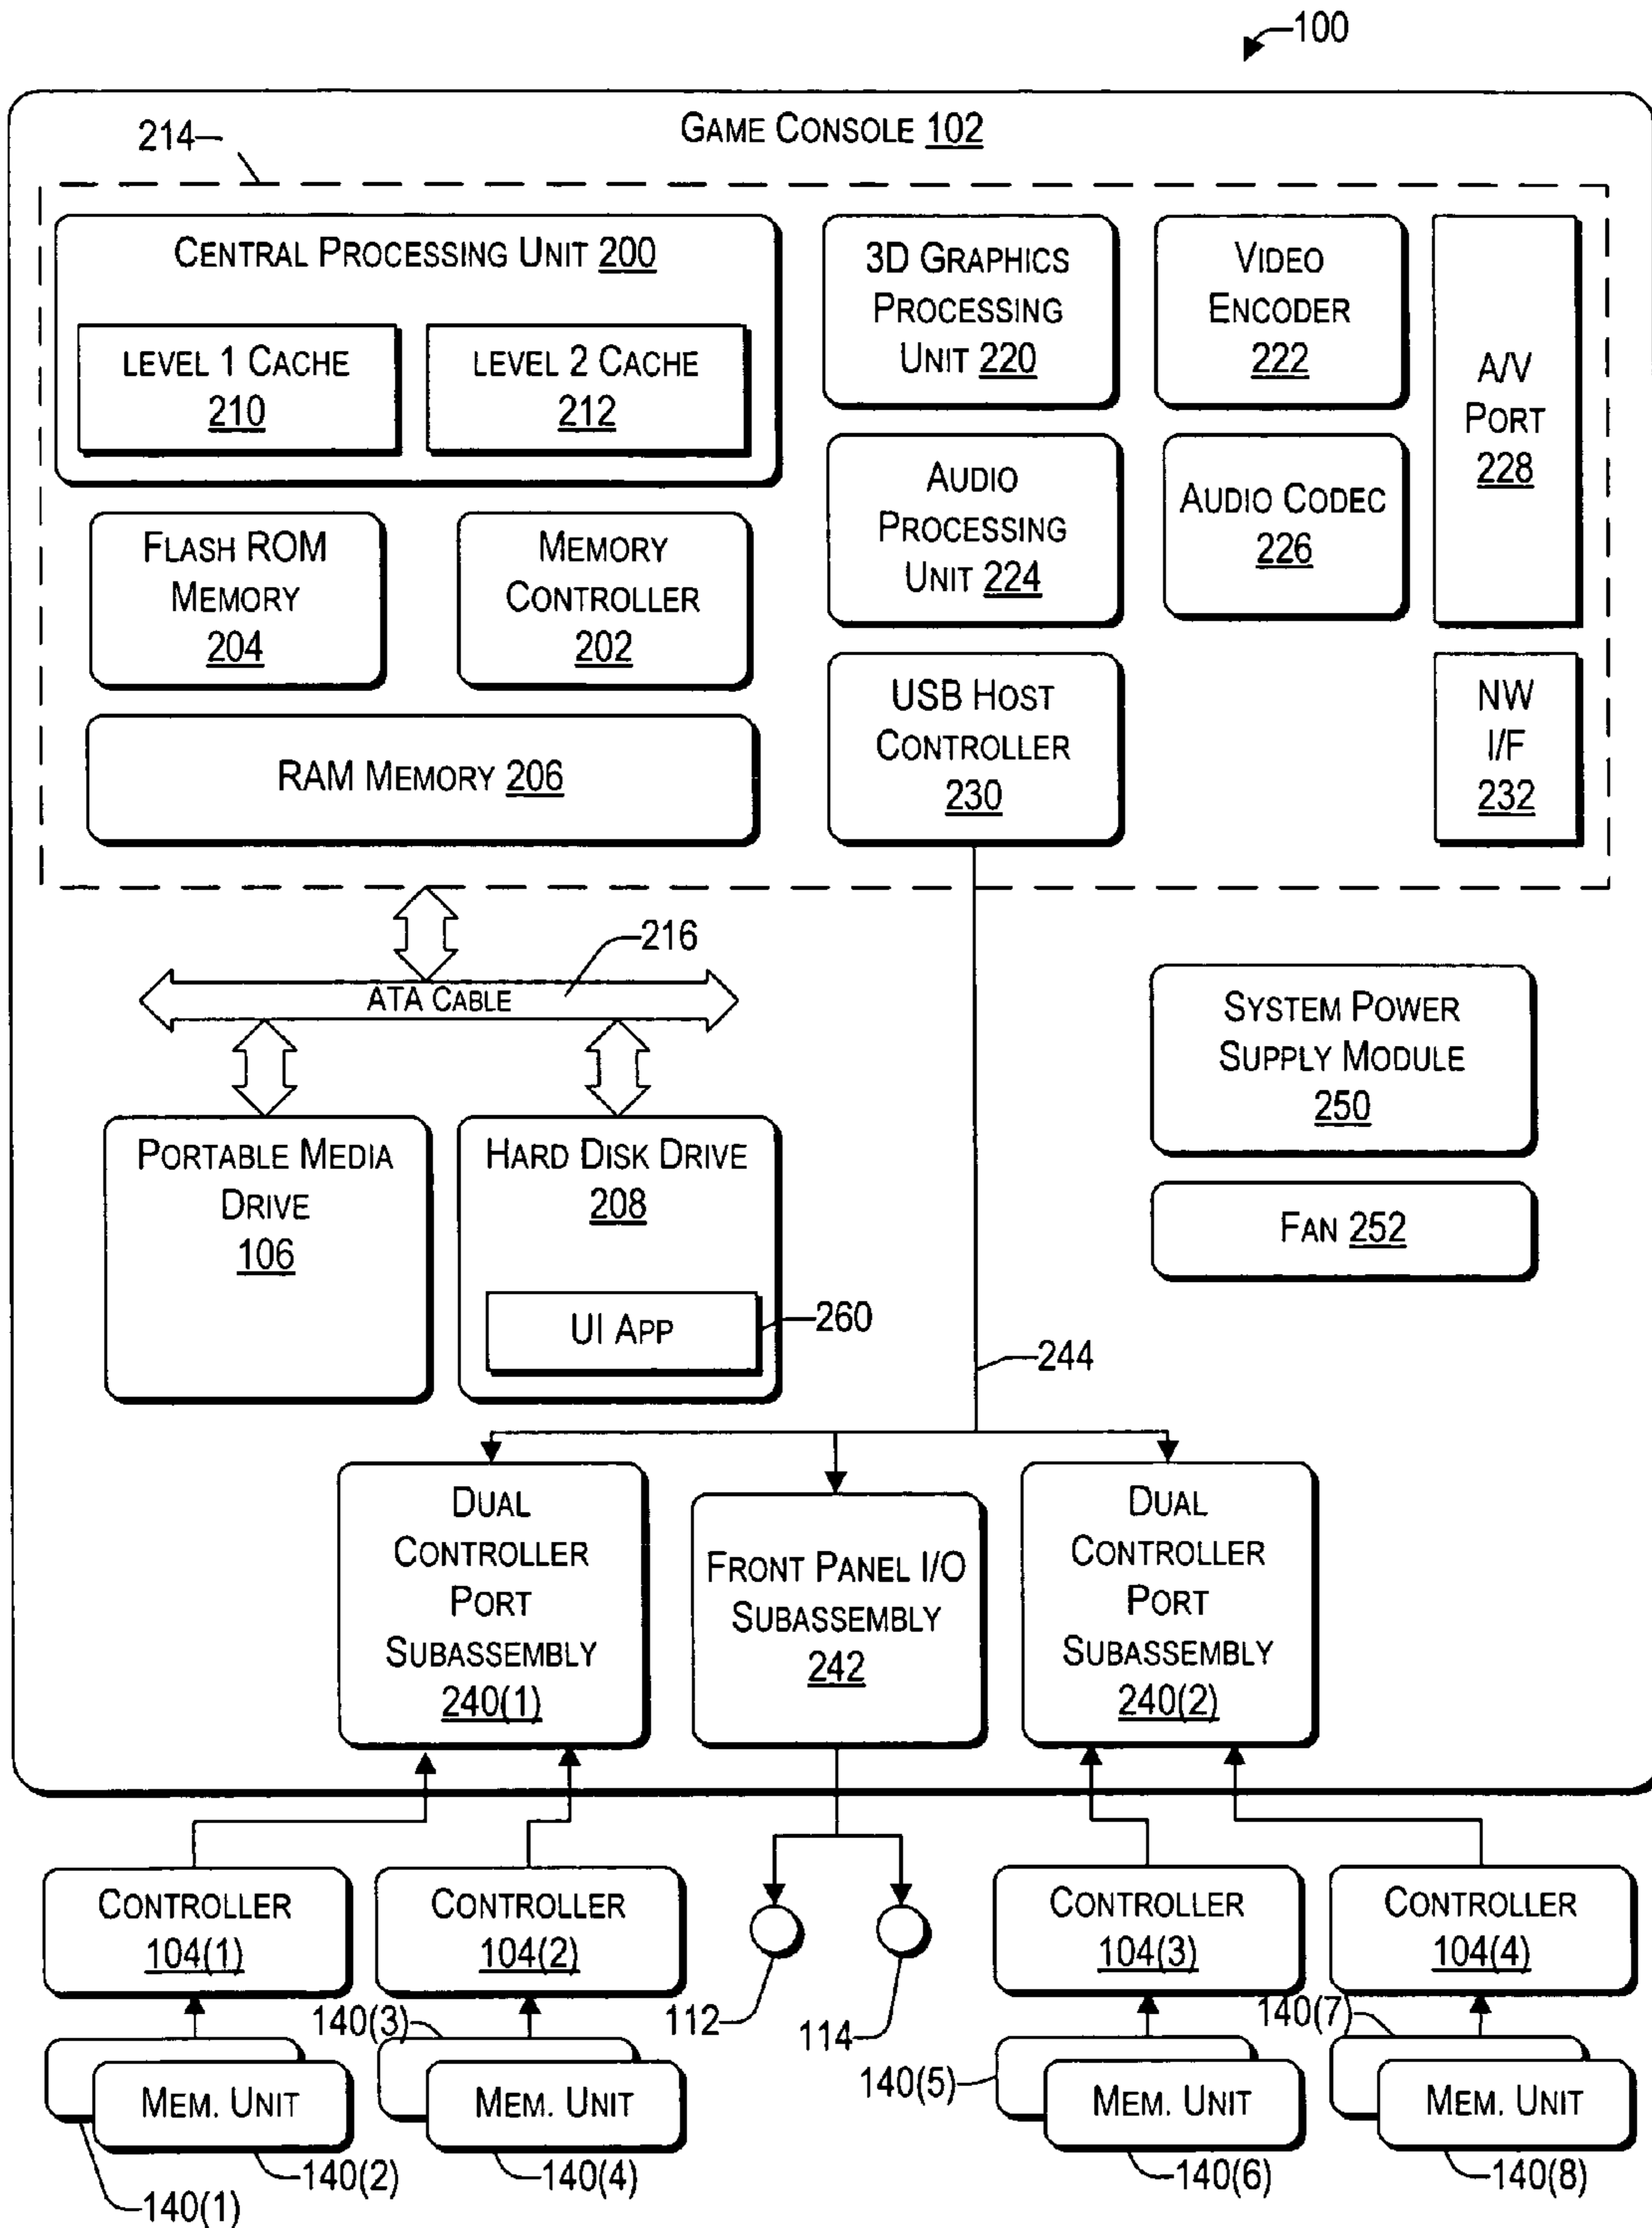 100
GAME CONSOLE 102
214
CENTRAL PROCESSING UNIT 200
LEVEL 1 CACHE
210
LEVEL 2 CACHE
212
3D GRAPHICS
PROCESSING
UNIT 220
VIDEO
ENCODER
222
A/V
PORT
228
AUDIO
PROCESSING
UNIT 224
AUDIO CODEC
226
FLASH ROM
MEMORY
204
MEMORY
CONTROLLER
202
RAM MEMORY 206
USB HOST
CONTROLLER
230
NW
I/F
232
216
ATA CABLE
SYSTEM POWER
SUPPLY MODULE
250
FAN 252
PORTABLE MEDIA
DRIVE
106
HARD DISK DRIVE
208
UI APP
260
244
DUAL
CONTROLLER
PORT
SUBASSEMBLY
240(1)
FRONT PANEL I/O
SUBASSEMBLY
242
DUAL
CONTROLLER
PORT
SUBASSEMBLY
240(2)
CONTROLLER
104(1)
CONTROLLER
104(2)
112
114
CONTROLLER
104(3)
CONTROLLER
104(4)
140(3)
140(7)
140(5)
MEM. UNIT
MEM. UNIT
MEM. UNIT
MEM. UNIT
140(2)
140(4)
140(6)
140(8)
140(1)